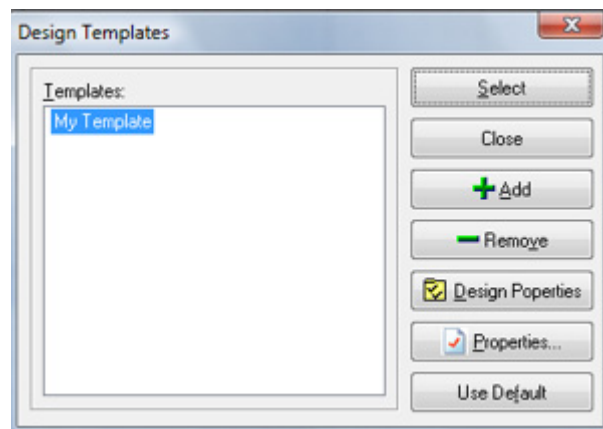 Design Templates
Templates:
My Template
Select
Close
Add
Remove
Design Poperties
Properties...
Use Default